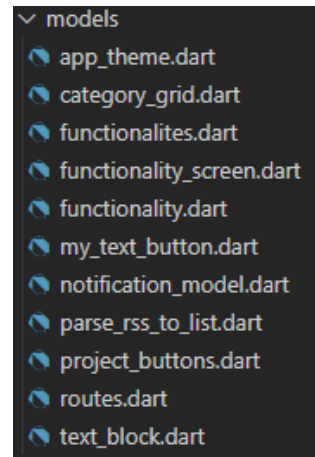 models
app_theme.dart
category_grid.dart
functionalites.dart
functionality_screen.dart
functionality.dart
my_text_button.dart
notification_model.dart
parse_rss_to_list.dart
project_buttons.dart
routes.dart
text_block.dart